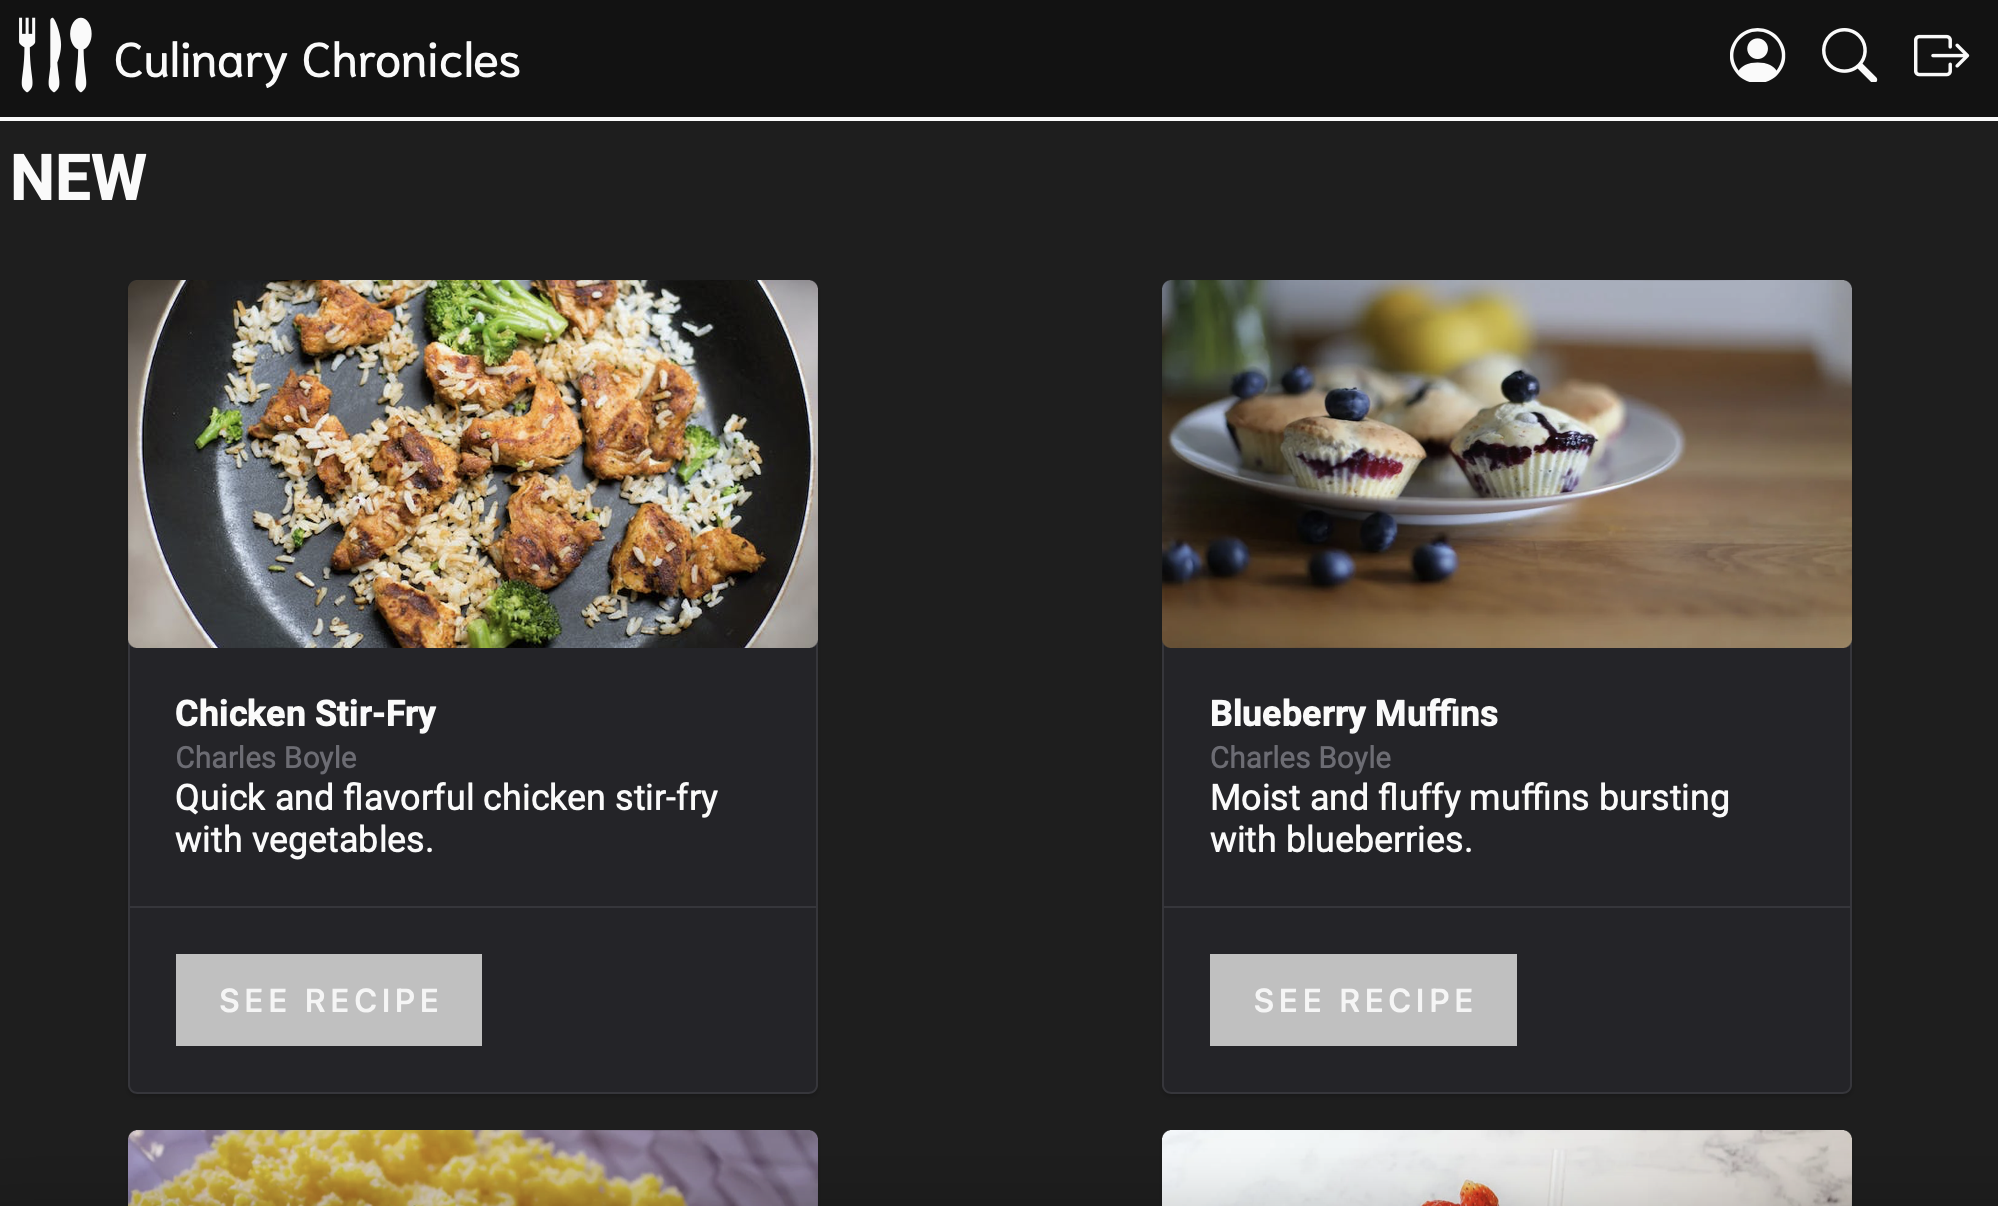 Culinary Chronicles
NEW
Chicken Stir-Fry
Charles Boyle
Quick and flavorful chicken stir-fry
with vegetables.
SEE RECIPE
Blueberry Muffins
Charles Boyle
Moist and fluffy muffins bursting
with blueberries.
SEE RECIPE